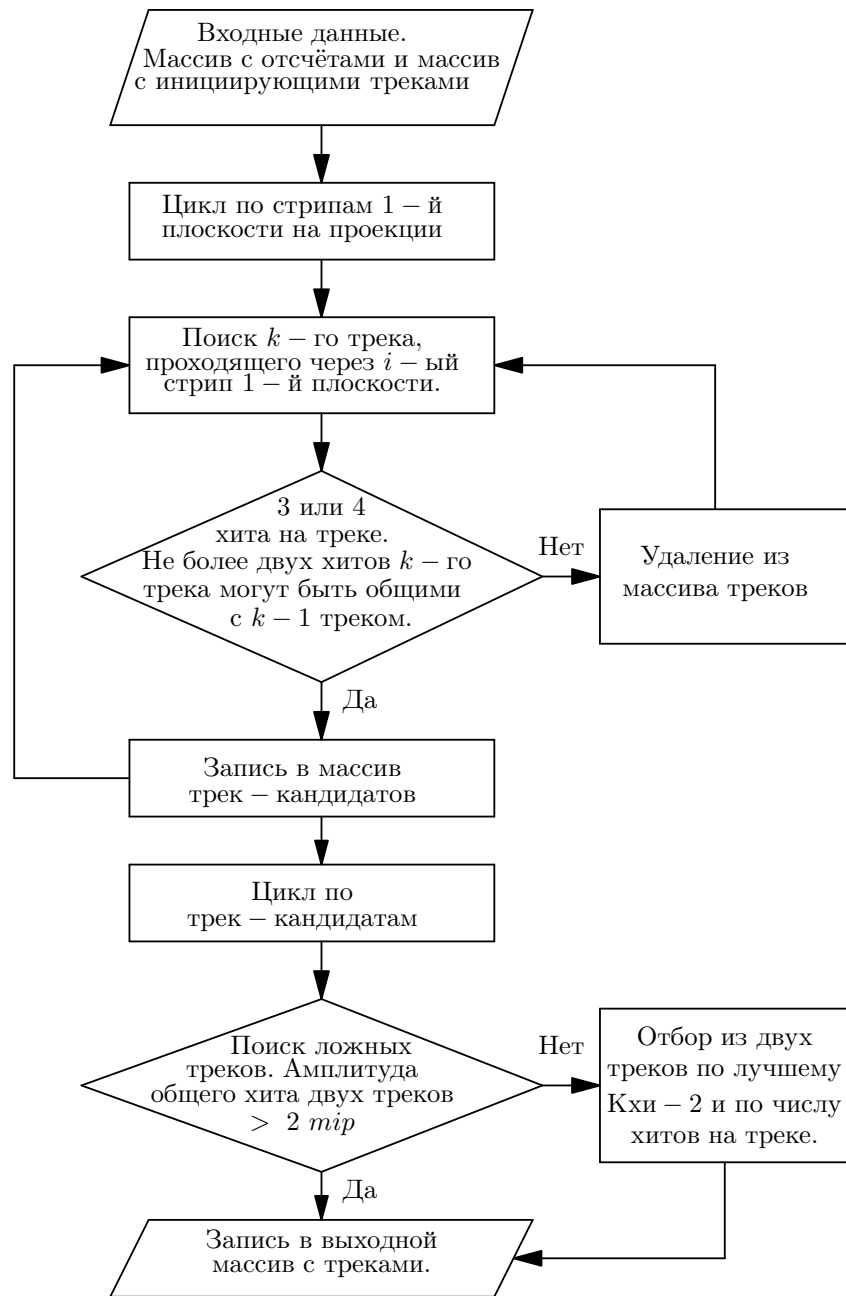 Входные данные.
Массив с отсчётами и массив
с инициирующими треками
Цикл по стрипам 1 – й
плоскости на проекции
Поиск k – го трека,
проходящего через i – ый
стрип 1 – й плоскости.
3 или 4
хита на треке.
Не более двух хитов k – го
трека могут быть общими
с k – 1 треком.
Нет
Удаление из
массива треков
Да
Запись в массив
трек – кандидатов
Цикл по
трек – кандидатам
Поиск ложных
треков. Амплитуда
общего хита двух треков
> 2 mip
Нет
Отбор из двух
треков по лучшему
Кхи – 2 и по числу
хитов на треке.
Да
Запись в выходной
массив с треками.